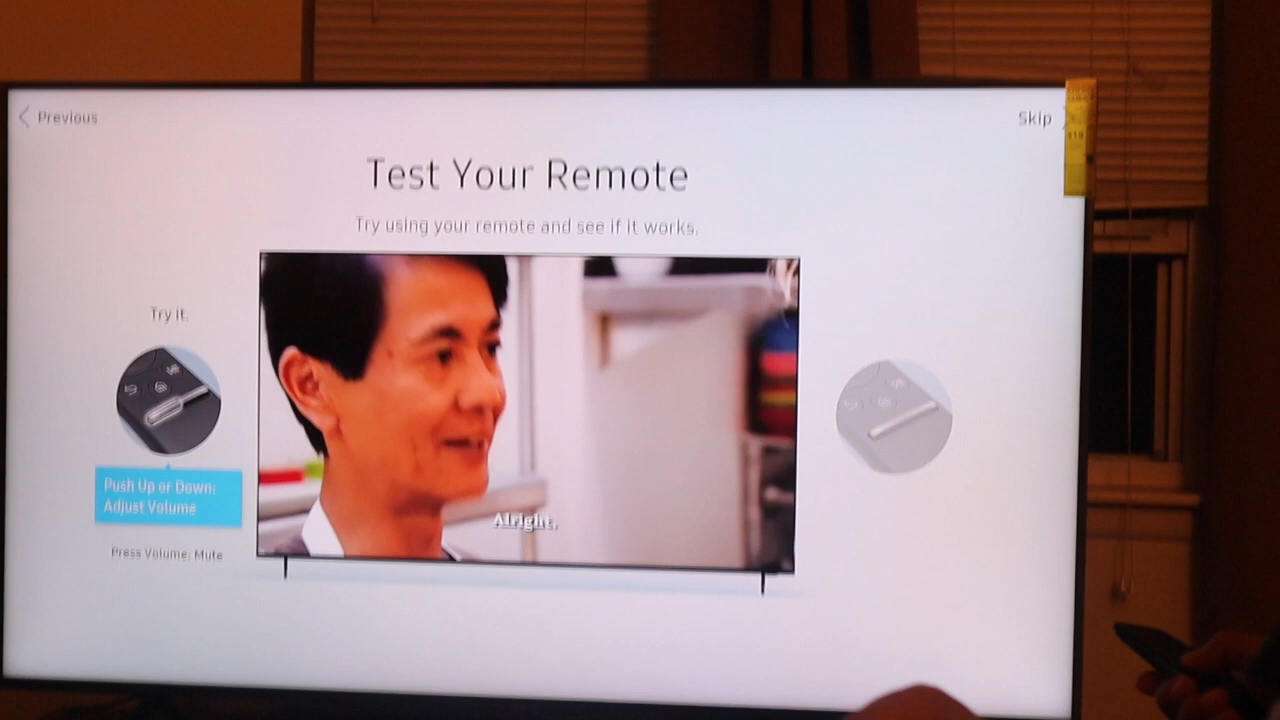 Previous
Skip
Test Your Remote
Try using your remote and see if it works.
Try it.
Push Up or Down:
Adjust Volume
Press Volume: Mute
Alright.